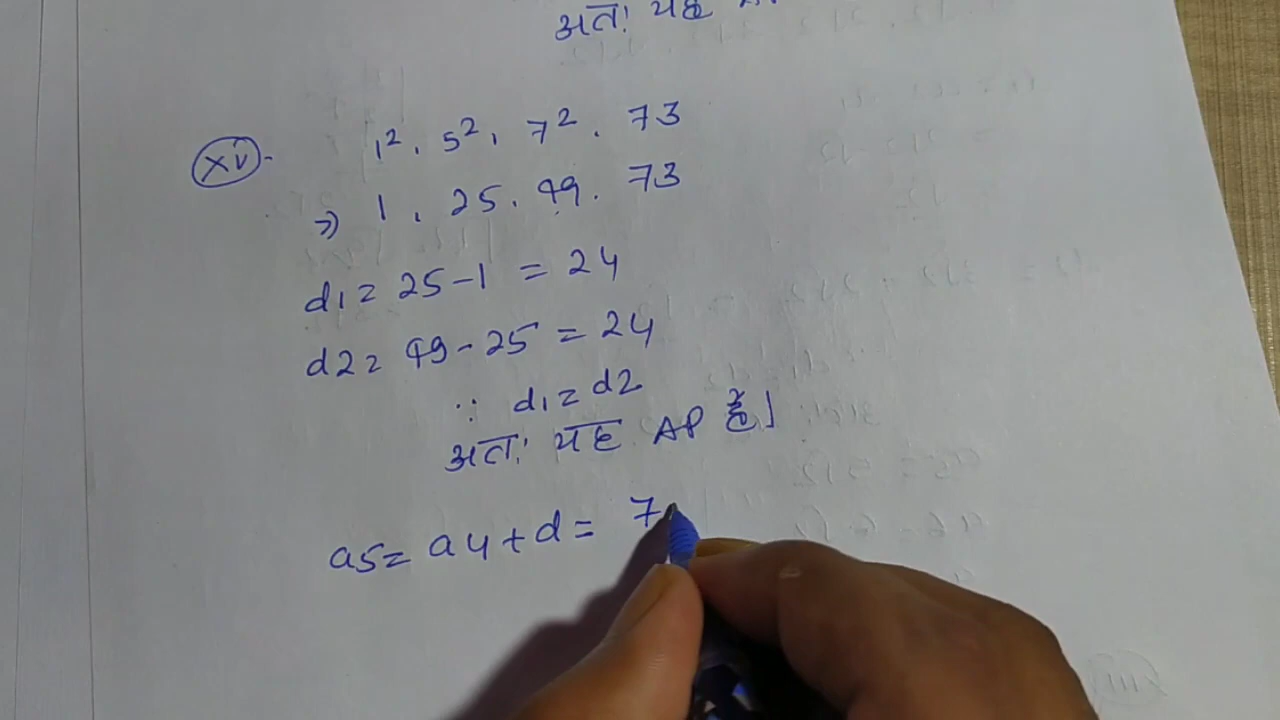 अतः यह
xv. 1², 5², 7², 73
⇒ 1, 25, 49, 73
d1 = 25-1 = 24
d2 = 49-25 = 24
∵ d1 = d2
अतः यह AP है।
a5 = a4 + d = 7